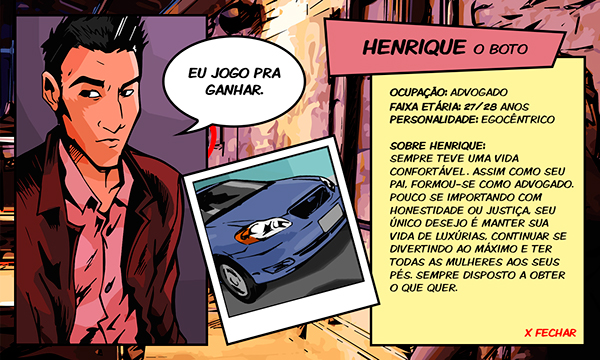 EU JOGO PRA
GANHAR.
HENRIQUE O BOTO
OCUPAÇÃO: ADVOGADO
FAIXA ETÁRIA: 27/28 ANOS
PERSONALIDADE: EGOCÊNTRICO
SOBRE HENRIQUE:
SEMPRE TEVE UMA VIDA
CONFORTÁVEL. ASSIM COMO SEU
PAI, FORMOU-SE COMO ADVOGADO.
POUCO SE IMPORTANDO COM
HONESTIDADE OU JUSTIÇA. SEU
ÚNICO DESEJO É MANTER SUA
VIDA DE LUXÚRIAS. CONTINUAR SE
DIVERTINDO AO MÁXIMO E TER
TODAS AS MULHERES AOS SEUS
PÉS. SEMPRE DISPOSTO A OBTER
O QUE QUER.
X FECHAR